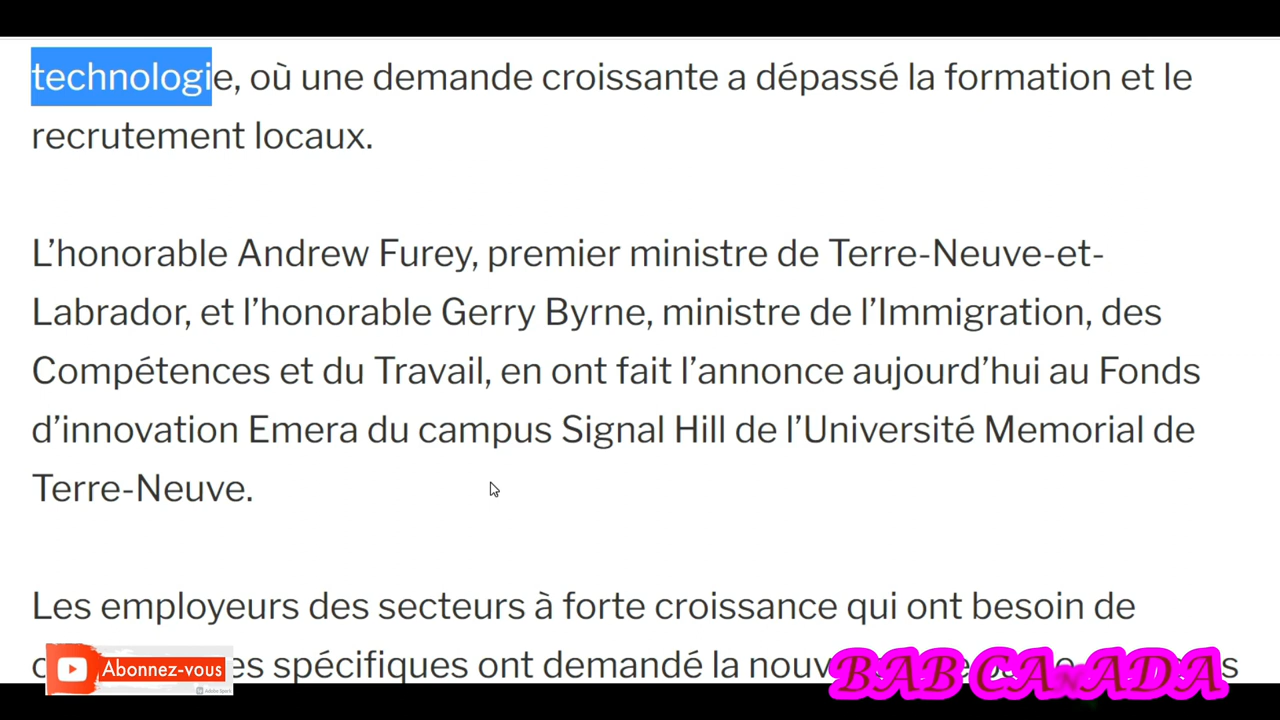 technologie, où une demande croissante a dépassé la formation et le
recrutement locaux.
L’honorable Andrew Furey, premier ministre de Terre-Neuve-et-
Labrador, et l’honorable Gerry Byrne, ministre de l’Immigration, des
Compétences et du Travail, en ont fait l’annonce aujourd’hui au Fonds
d’innovation Emera du campus Signal Hill de l’Université Memorial de
Terre-Neuve.
Les employeurs des secteurs à forte croissance qui ont besoin de
spécifiques ont demandé la
Abonnez-vous
BAB CANADA